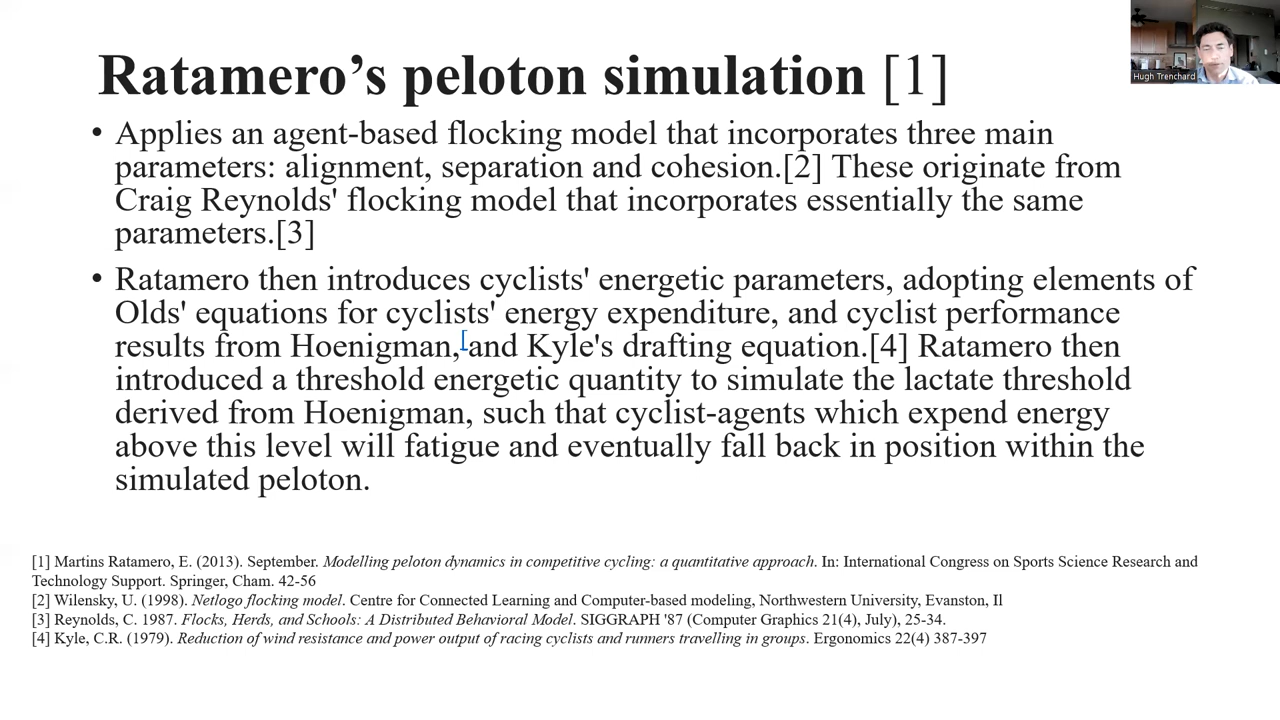 Ratamero’s peloton simulation [1]
Hugh Trenchard
• Applies an agent-based flocking model that incorporates three main
parameters: alignment, separation and cohesion.[2] These originate from
Craig Reynolds' flocking model that incorporates essentially the same
parameters.[3]
• Ratamero then introduces cyclists' energetic parameters, adopting elements of
Olds' equations for cyclists' energy expenditure, and cyclist performance
results from Hoenigman,[and Kyle's drafting equation.[4] Ratamero then
introduced a threshold energetic quantity to simulate the lactate threshold
derived from Hoenigman, such that cyclist-agents which expend energy
above this level will fatigue and eventually fall back in position within the
simulated peloton.
[1] Martins Ratamero, E. (2013). September. Modelling peloton dynamics in competitive cycling: a quantitative approach. In: International Congress on Sports Science Research and
Technology Support. Springer, Cham. 42-56
[2] Wilensky, U. (1998). Netlogo flocking model. Centre for Connected Learning and Computer-based modeling, Northwestern University, Evanston, Il
[3] Reynolds, C. 1987. Flocks, Herds, and Schools: A Distributed Behavioral Model. SIGGRAPH '87 (Computer Graphics 21(4), July), 25-34.
[4] Kyle, C.R. (1979). Reduction of wind resistance and power output of racing cyclists and runners travelling in groups. Ergonomics 22(4) 387-397